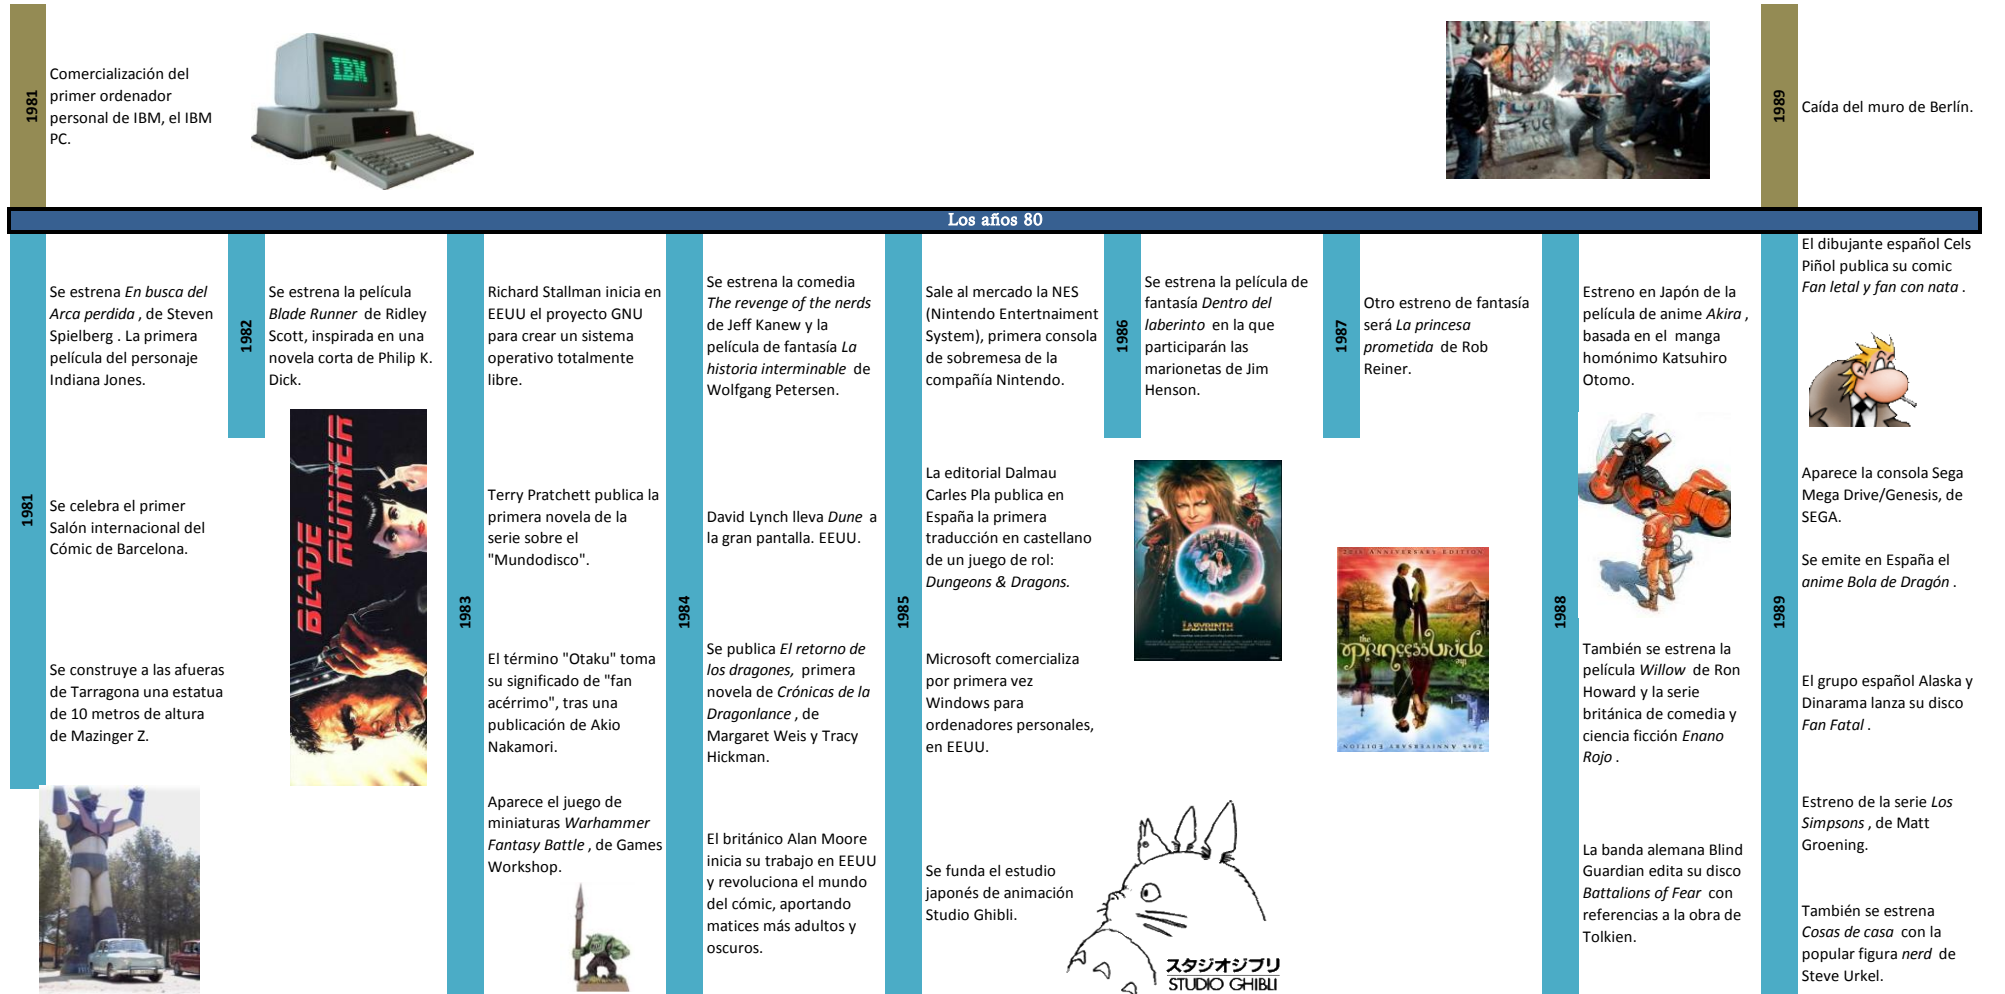 1981
Comercialización del
primer ordenador
personal de IBM, el IBM
PC.
IBM
1989
Caída del muro de Berlín.
Los años 80
1981
Se estrena En busca del
Arca perdida , de Steven
Spielberg . La primera
película del personaje
Indiana Jones.
Se celebra el primer
Salón internacional del
Cómic de Barcelona.
Se construye a las afueras
de Tarragona una estatua
de 10 metros de altura
de Mazinger Z.
1982
Se estrena la película
Blade Runner de Ridley
Scott, inspirada en una
novela corta de Philip K.
Dick.
BLADE
RUNNER
1983
Richard Stallman inicia en
EEUU el proyecto GNU
para crear un sistema
operativo totalmente
libre.
Terry Pratchett publica la
primera novela de la
serie sobre el
"Mundodisco".
El término "Otaku" toma
su significado de "fan
acérrimo", tras una
publicación de Akio
Nakamori.
Aparece el juego de
miniaturas Warhammer
Fantasy Battle , de Games
Workshop.
1984
Se estrena la comedia
The revenge of the nerds
de Jeff Kanew y la
película de fantasía La
historia interminable de
Wolfgang Petersen.
David Lynch lleva Dune a
la gran pantalla. EEUU.
Se publica El retorno de
los dragones, primera
novela de Crónicas de la
Dragonlance , de
Margaret Weis y Tracy
Hickman.
El británico Alan Moore
inicia su trabajo en EEUU
y revoluciona el mundo
del cómic, aportando
matices más adultos y
oscuros.
1985
Sale al mercado la NES
(Nintendo Entertnaiment
System), primera consola
de sobremesa de la
compañía Nintendo.
La editorial Dalmau
Carles Pla publica en
España la primera
traducción en castellano
de un juego de rol:
Dungeons & Dragons.
Microsoft comercializa
por primera vez
Windows para
ordenadores personales,
en EEUU.
Se funda el estudio
japonés de animación
Studio Ghibli.
スタジオジブリ
STUDIO GHIBLI
1986
Se estrena la película de
fantasía Dentro del
laberinto en la que
participarán las
marionetas de Jim
Henson.
LABYRINTH
1987
Otro estreno de fantasía
será La princesa
prometida de Rob
Reiner.
20th ANNIVERSARY EDITION
the
princess bride
20th ANNIVERSARY EDITION
1988
Estreno en Japón de la
película de anime Akira ,
basada en el manga
homónimo Katsuhiro
Otomo.
También se estrena la
película Willow de Ron
Howard y la serie
británica de comedia y
ciencia ficción Enano
Rojo .
La banda alemana Blind
Guardian edita su disco
Battalions of Fear con
referencias a la obra de
Tolkien.
1989
El dibujante español Cels
Piñol publica su comic
Fan letal y fan con nata .
Aparece la consola Sega
Mega Drive/Genesis, de
SEGA.
Se emite en España el
anime Bola de Dragón .
El grupo español Alaska y
Dinarama lanza su disco
Fan Fatal .
Estreno de la serie Los
Simpsons , de Matt
Groening.
También se estrena
Cosas de casa con la
popular figura nerd de
Steve Urkel.